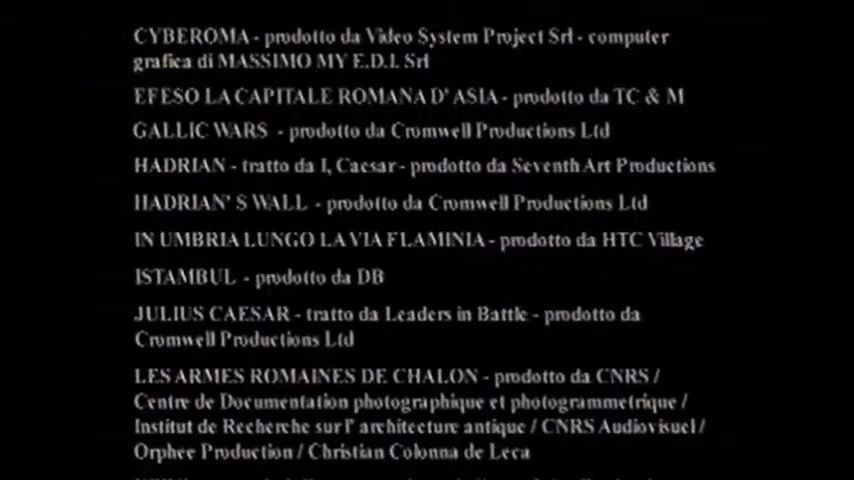 CYBEROMA - prodotto da Video System Project Srl - computer
grafica di MASSIMO MY E.D.I. Srl
EFESO LA CAPITALE ROMANA D' ASIA - prodotto da TC & M
GALLIC WARS - prodotto da Cromwell Productions Ltd
HADRIAN - tratto da I, Caesar - prodotto da Seventh Art Productions
HADRIAN' S WALL - prodotto da Cromwell Productions Ltd
IN UMBRIA LUNGO LA VIA FLAMINIA - prodotto da HTC Village
ISTAMBUL - prodotto da DB
JULIUS CAESAR - tratto da Leaders in Battle - prodotto da
Cromwell Productions Ltd
LES ARMES ROMAINES DE CHALON - prodotto da CNRS /
Centre de Documentation photographique et photogrammetrique /
Institut de Recherche sur l' architecture antique / CNRS Audiovisuel /
Orphee Production / Christian Colonna de Leca